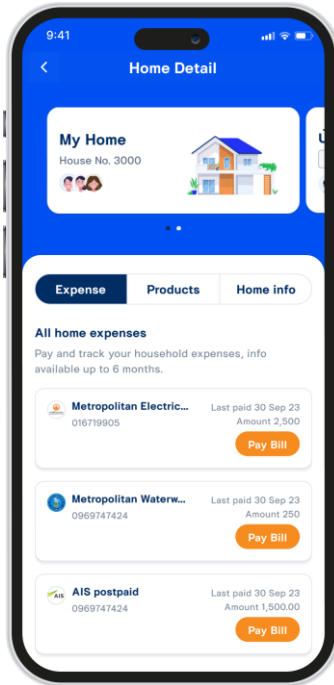 9:41
Home Detail
My Home
House No. 3000
Expense
Products
Home info
All home expenses
Pay and track your household expenses, info
available up to 6 months.
Metropolitan Electric...
016719905
Last paid 30 Sep 23
Amount 2,500
Pay Bill
Metropolitan Waterw...
0969747424
Last paid 30 Sep 23
Amount 250
Pay Bill
AIS
AIS postpaid
0969747424
Last paid 30 Sep 23
Amount 1,500.00
Pay Bill